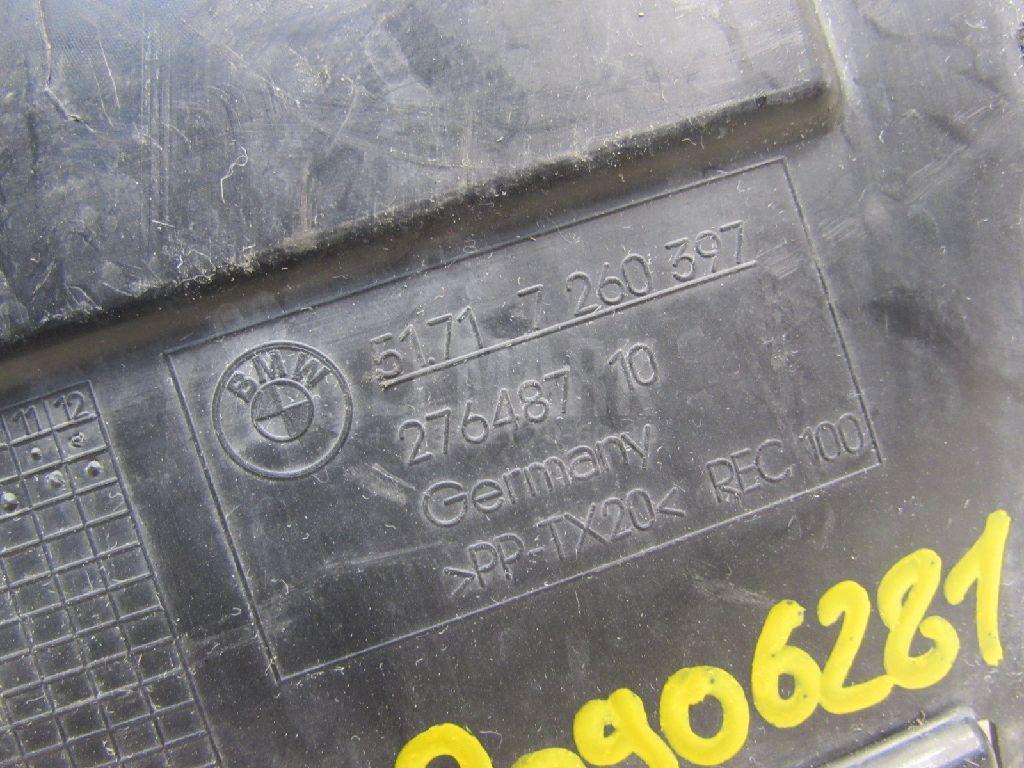 11 12
BMW
51.71 7 260 397
276487 10
Germany
>PP-TX20< REC 100
906281